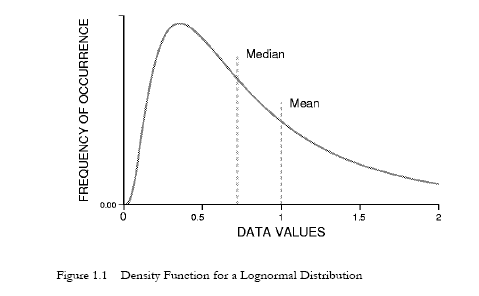 FREQUENCY OF OCCURRENCE
Median
Mean
0.00
0
0.5
1
1.5
2
DATA VALUES
Figure 1.1 Density Function for a Lognormal Distribution